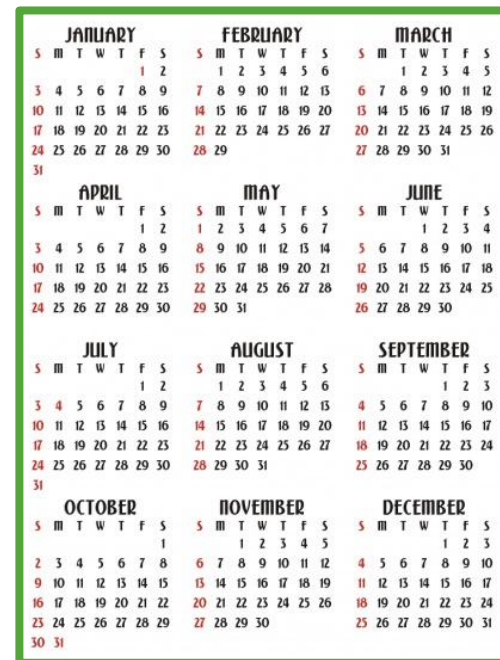 JANUARY
S M T W T F S
1 2
3 4 5 6 7 8 9
10 11 12 13 14 15 16
17 18 19 20 21 22 23
24 25 26 27 28 29 30
31
FEBRUARY
S M T W T F S
1 2 3 4 5 6
7 8 9 10 11 12 13
14 15 16 17 18 19 20
21 22 23 24 25 26 27
28 29
MARCH
S M T W T F S
1 2 3 4 5
6 7 8 9 10 11 12
13 14 15 16 17 18 19
20 21 22 23 24 25 26
27 28 29 30 31
APRIL
S M T W T F S
1 2
3 4 5 6 7 8 9
10 11 12 13 14 15 16
17 18 19 20 21 22 23
24 25 26 27 28 29 30
MAY
S M T W T F S
1 2 3 4 5 6 7
8 9 10 11 12 13 14
15 16 17 18 19 20 21
22 23 24 25 26 27 28
29 30 31
JUNE
S M T W T F S
1 2 3 4
5 6 7 8 9 10 11
12 13 14 15 16 17 18
19 20 21 22 23 24 25
26 27 28 29 30
JULY
S M T W T F S
1 2
3 4 5 6 7 8 9
10 11 12 13 14 15 16
17 18 19 20 21 22 23
24 25 26 27 28 29 30
31
AUGUST
S M T W T F S
1 2 3 4 5 6
7 8 9 10 11 12 13
14 15 16 17 18 19 20
21 22 23 24 25 26 27
28 29 30 31
SEPTEMBER
S M T W T F S
1 2 3
4 5 6 7 8 9 10
11 12 13 14 15 16 17
18 19 20 21 22 23 24
25 26 27 28 29 30
OCTOBER
S M T W T F S
1
2 3 4 5 6 7 8
9 10 11 12 13 14 15
16 17 18 19 20 21 22
23 24 25 26 27 28 29
30 31
NOVEMBER
S M T W T F S
1 2 3 4 5
6 7 8 9 10 11 12
13 14 15 16 17 18 19
20 21 22 23 24 25 26
27 28 29 30
DECEMBER
S M T W T F S
1 2 3
4 5 6 7 8 9 10
11 12 13 14 15 16 17
18 19 20 21 22 23 24
25 26 27 28 29 30 31